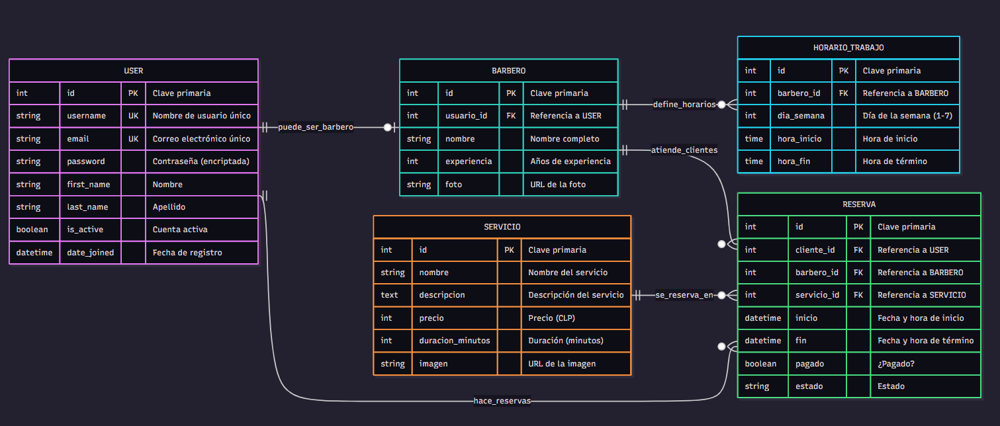 USER
int id PK Clave primaria
string username UK Nombre de usuario único
string email UK Correo electrónico único
string password Contraseña (encriptada)
string first_name Nombre
string last_name Apellido
boolean is_active Cuenta activa
datetime date_joined Fecha de registro
puede_ser_barbero
BARBERO
int id PK Clave primaria
int usuario_id FK Referencia a USER
string nombre Nombre completo
int experiencia Años de experiencia
string foto URL de la foto
define_horarios
atiende_clientes
HORARIO_TRABAJO
int id PK Clave primaria
int barbero_id FK Referencia a BARBERO
int dia_semana Día de la semana (1-7)
time hora_inicio Hora de inicio
time hora_fin Hora de término
SERVICIO
int id PK Clave primaria
string nombre Nombre del servicio
text descripcion Descripción del servicio
int precio Precio (CLP)
int duracion_minutos Duración (minutos)
string imagen URL de la imagen
se_reserva_en
RESERVA
int id PK Clave primaria
int cliente_id FK Referencia a USER
int barbero_id FK Referencia a BARBERO
int servicio_id FK Referencia a SERVICIO
datetime inicio Fecha y hora de inicio
datetime fin Fecha y hora de término
boolean pagado ¿Pagado?
string estado Estado
hace_reservas